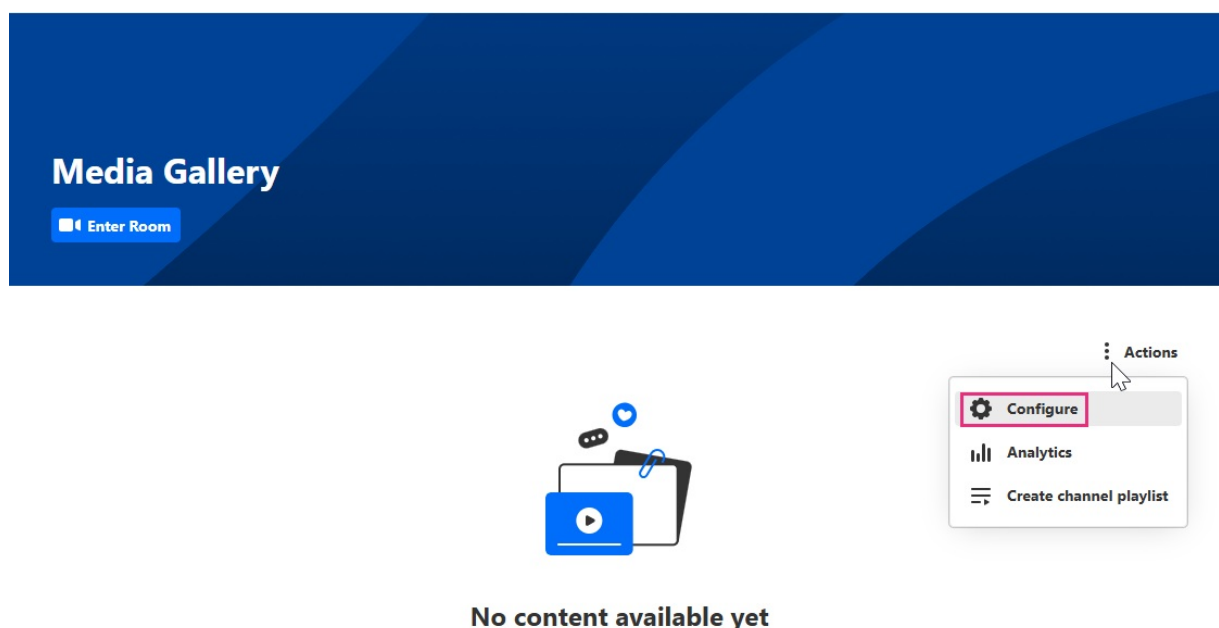 Media Gallery
Enter Room
Actions
Configure
Analytics
Create channel playlist
No content available yet